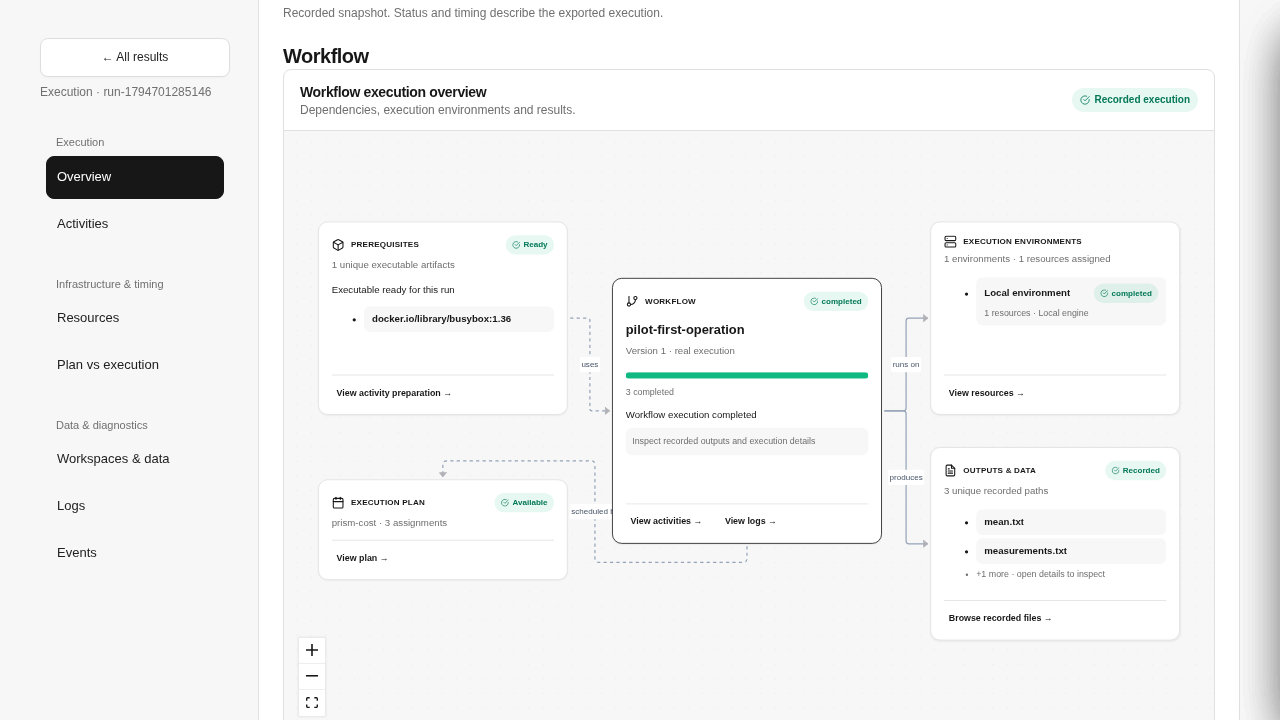 ← All results
Execution · run-1794701285146
Execution
Overview
Activities
Infrastructure & timing
Resources
Plan vs execution
Data & diagnostics
Workspaces & data
Logs
Events
Recorded snapshot. Status and timing describe the exported execution.
Workflow
Workflow execution overview
Dependencies, execution environments and results.
Recorded execution
PREREQUISITES
Ready
1 unique executable artifacts
Executable ready for this run
• docker.io/library/busybox:1.36
View activity preparation →
uses
EXECUTION PLAN
Available
prism-cost · 3 assignments
View plan →
scheduled
WORKFLOW
completed
pilot-first-operation
Version 1 · real execution
3 completed
Workflow execution completed
Inspect recorded outputs and execution details
View activities →
View logs →
runs on
produces
EXECUTION ENVIRONMENTS
1 environments · 1 resources assigned
• Local environment
completed
1 resources · Local engine
View resources →
OUTPUTS & DATA
Recorded
3 unique recorded paths
• mean.txt
• measurements.txt
• +1 more · open details to inspect
Browse recorded files →